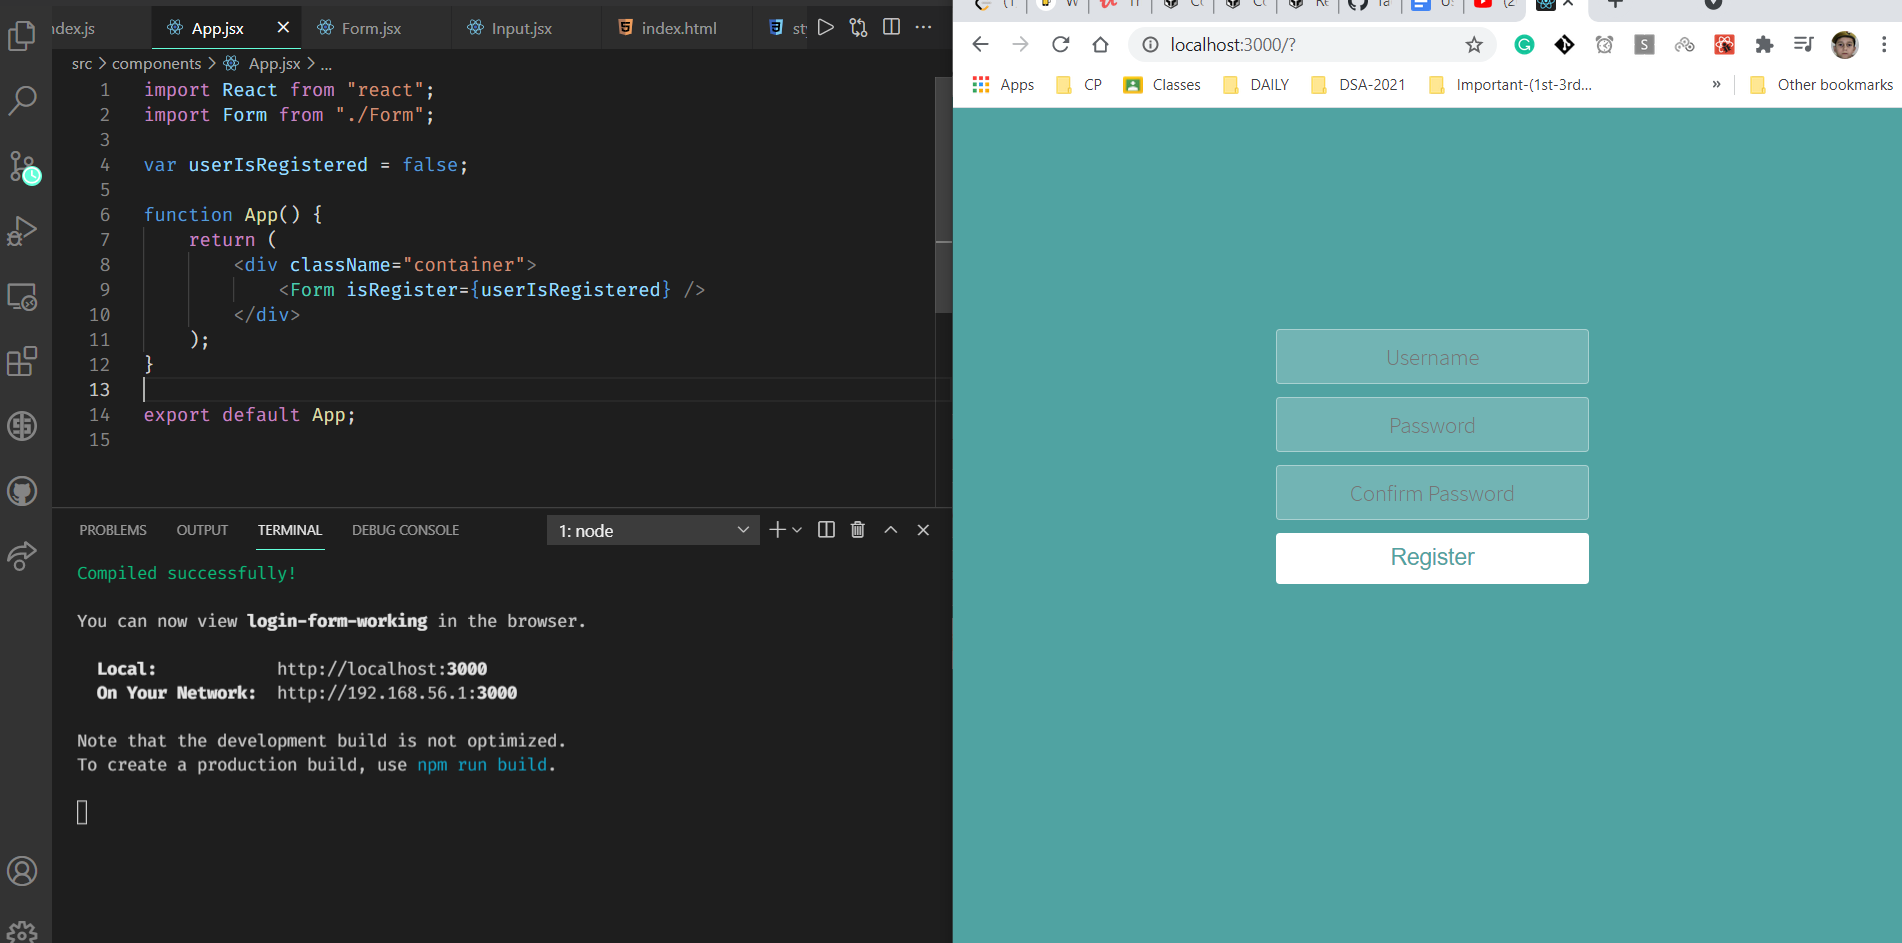 ndex.js
App.jsx
Form.jsx
Input.jsx
index.html
st
src > components > App.jsx > ...
1 import React from "react";
2 import Form from "./Form";
3
4 var userIsRegistered = false;
5
6 function App() {
7 return (
8 <div className="container">
9 <Form isRegister={userIsRegistered} />
10 </div>
11 );
12 }
13
14 export default App;
15
PROBLEMS OUTPUT TERMINAL DEBUG CONSOLE 1: node
Compiled successfully!
You can now view login-form-working in the browser.
Local: http://localhost:3000
On Your Network: http://192.168.56.1:3000
Note that the development build is not optimized.
To create a production build, use npm run build.
localhost:3000/?
S
Apps CP Classes DAILY DSA-2021 Important-(1st-3rd... » Other bookmarks
Username
Password
Confirm Password
Register